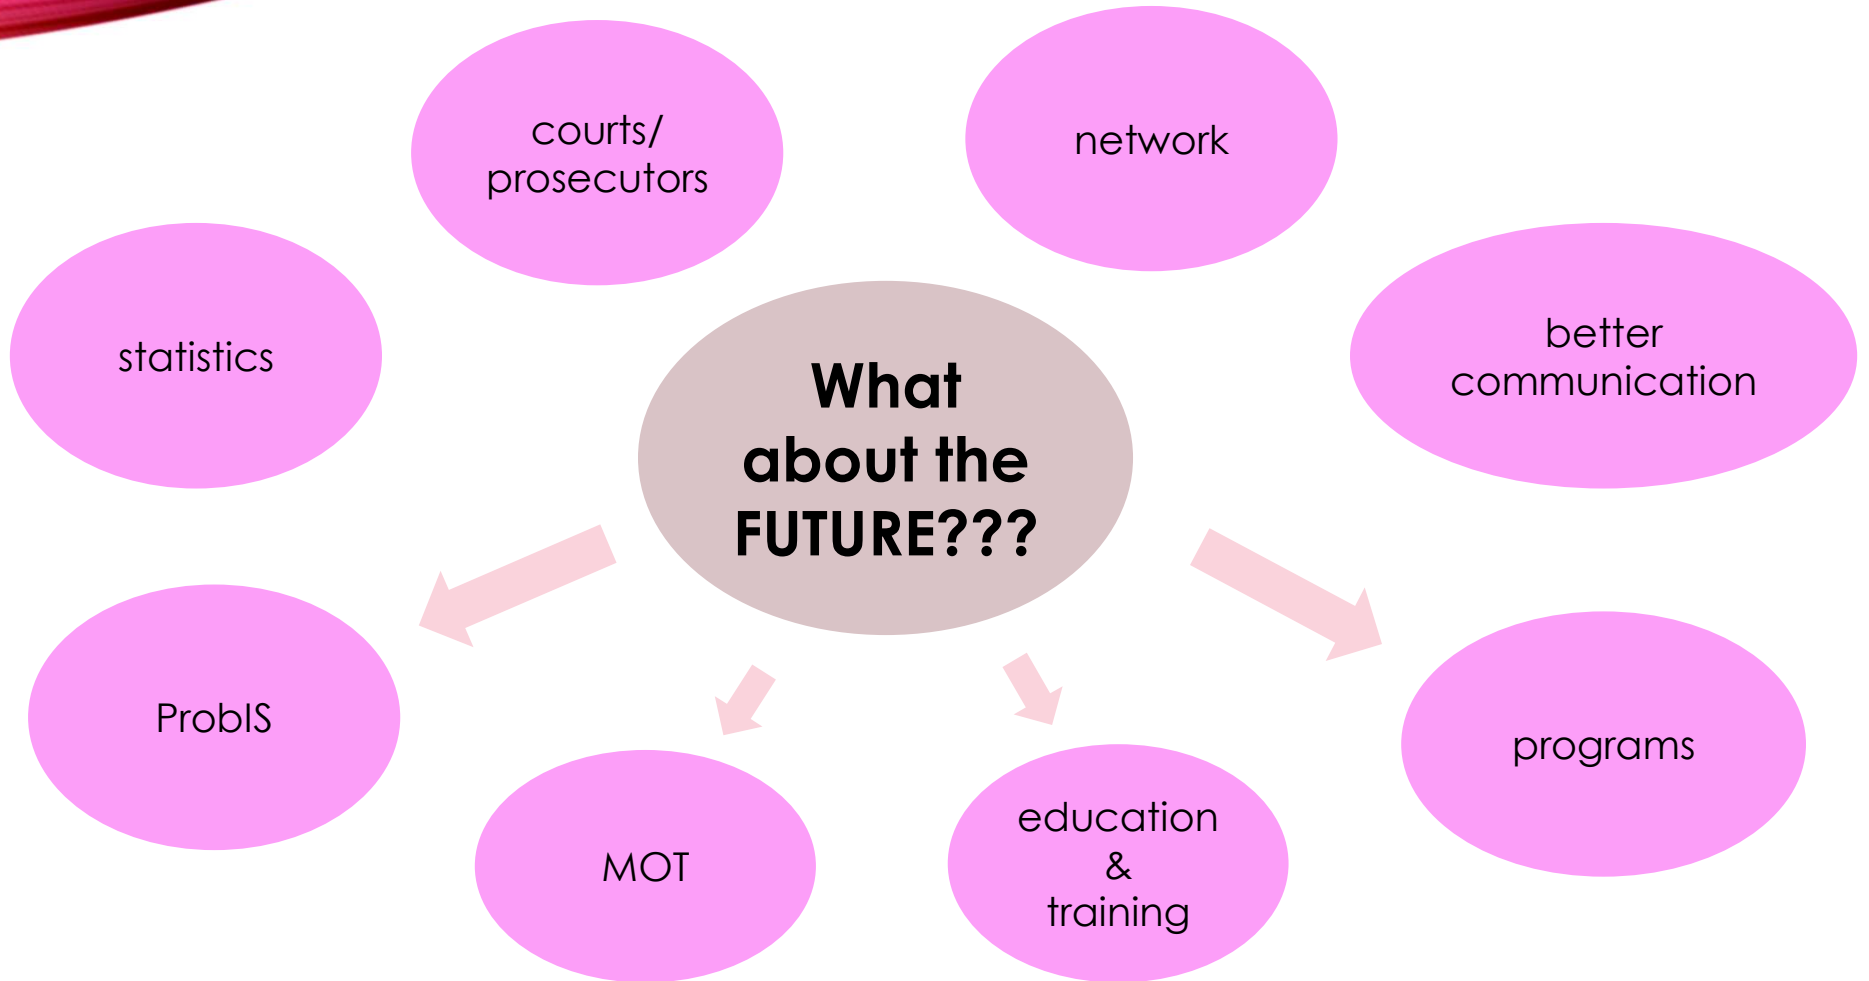 courts/
prosecutors
network
statistics
better
communication
What
about the
FUTURE???
ProbIS
programs
MOT
education
&
training